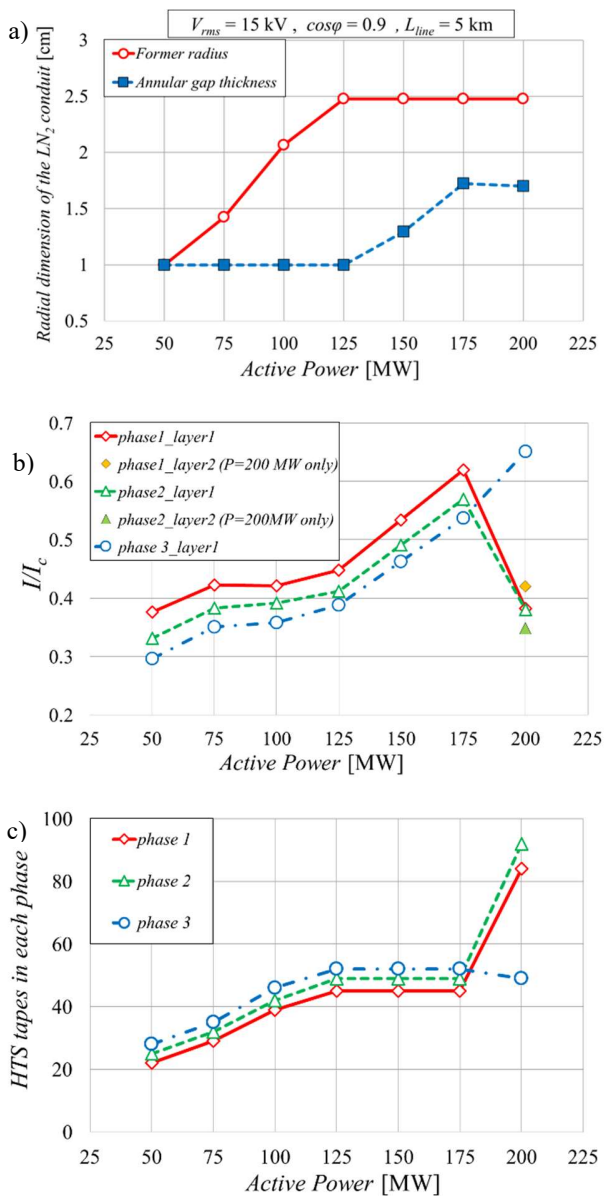 V_rms = 15 kV , cosφ = 0.9 , L_line = 5 km
a)
Radial dimension of the LN₂ conduit [cm]
3
2.5
2
1.5
1
0.5
Former radius
Annular gap thickness
25 50 75 100 125 150 175 200 225
Active Power [MW]
b)
I/I_c
0.7
0.6
0.5
0.4
0.3
0.2
phase1_layer1
phase1_layer2 (P=200 MW only)
phase2_layer1
phase2_layer2 (P=200MW only)
phase 3_layer1
25 50 75 100 125 150 175 200 225
Active Power [MW]
c)
HTS tapes in each phase
100
80
60
40
20
0
phase 1
phase 2
phase 3
25 50 75 100 125 150 175 200 225
Active Power [MW]